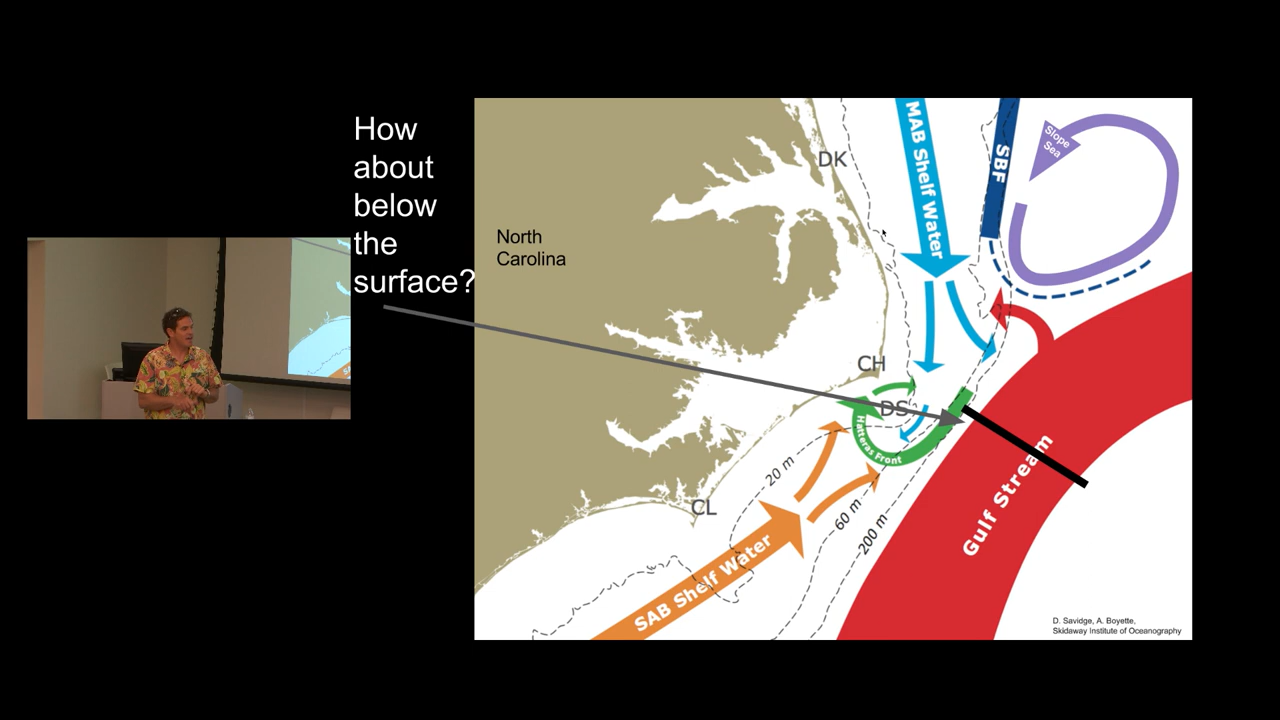 How
about
below
the
surface?
North
Carolina
DK
MAB Shelf Water
SBF
Slope
Sea
CH
DS
Hatteras Front
20 m
60 m
200 m
CL
SAB Shelf Water
Gulf Stream
D. Savidge, A. Boyette,
Skidaway Institute of Oceanography